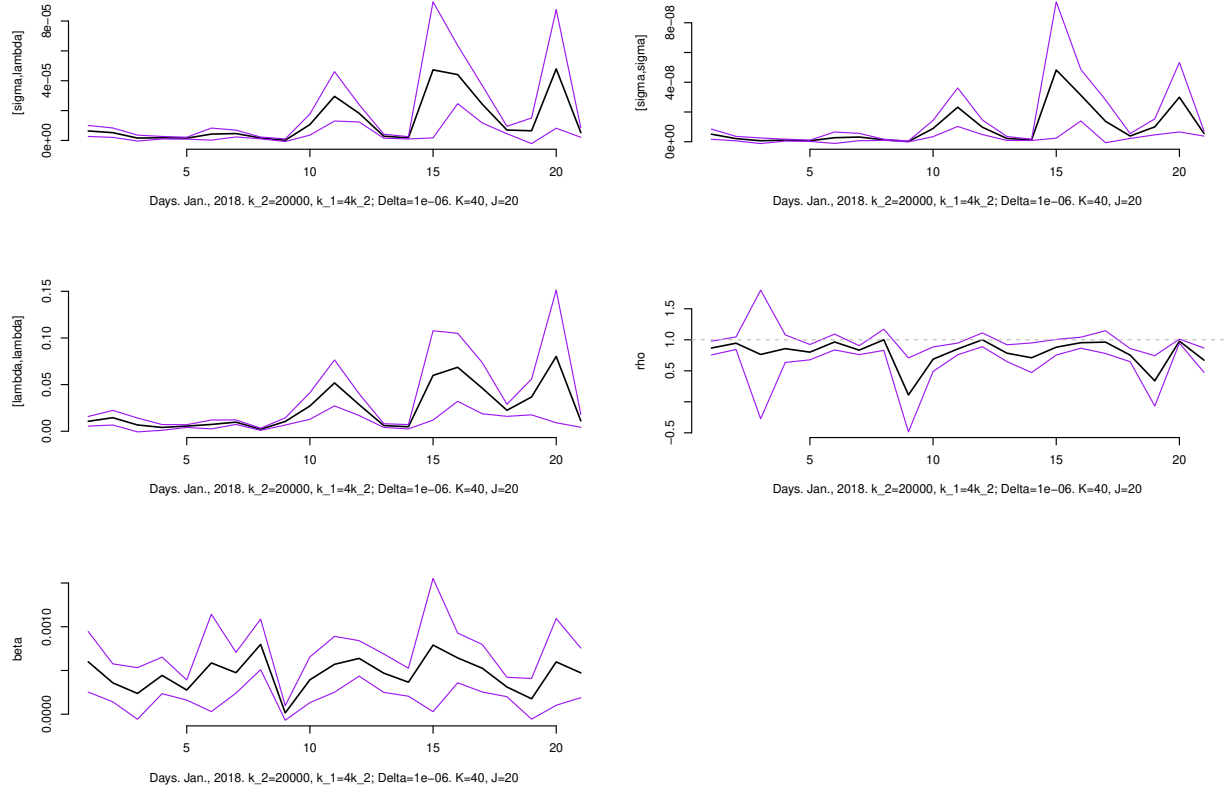 [sigma,lambda]
8e−05
4e−05
0e+00
5
10
15
20
Days. Jan., 2018. k_2=20000, k_1=4k_2; Delta=1e−06. K=40, J=20
[sigma.sigma]
8e−08
4e−08
0e+00
5
10
15
20
Days. Jan., 2018. k_2=20000, k_1=4k_2; Delta=1e−06. K=40, J=20
[lambda,lambda]
0.15
0.10
0.05
0.00
5
10
15
20
Days. Jan., 2018. k_2=20000, k_1=4k_2; Delta=1e−06. K=40, J=20
rho
1.5
1.0
0.5
−0.5
5
10
15
20
Days. Jan., 2018. k_2=20000, k_1=4k_2; Delta=1e−06. K=40, J=20
beta
0.0010
0.0000
5
10
15
20
Days. Jan., 2018. k_2=20000, k_1=4k_2; Delta=1e−06. K=40, J=20